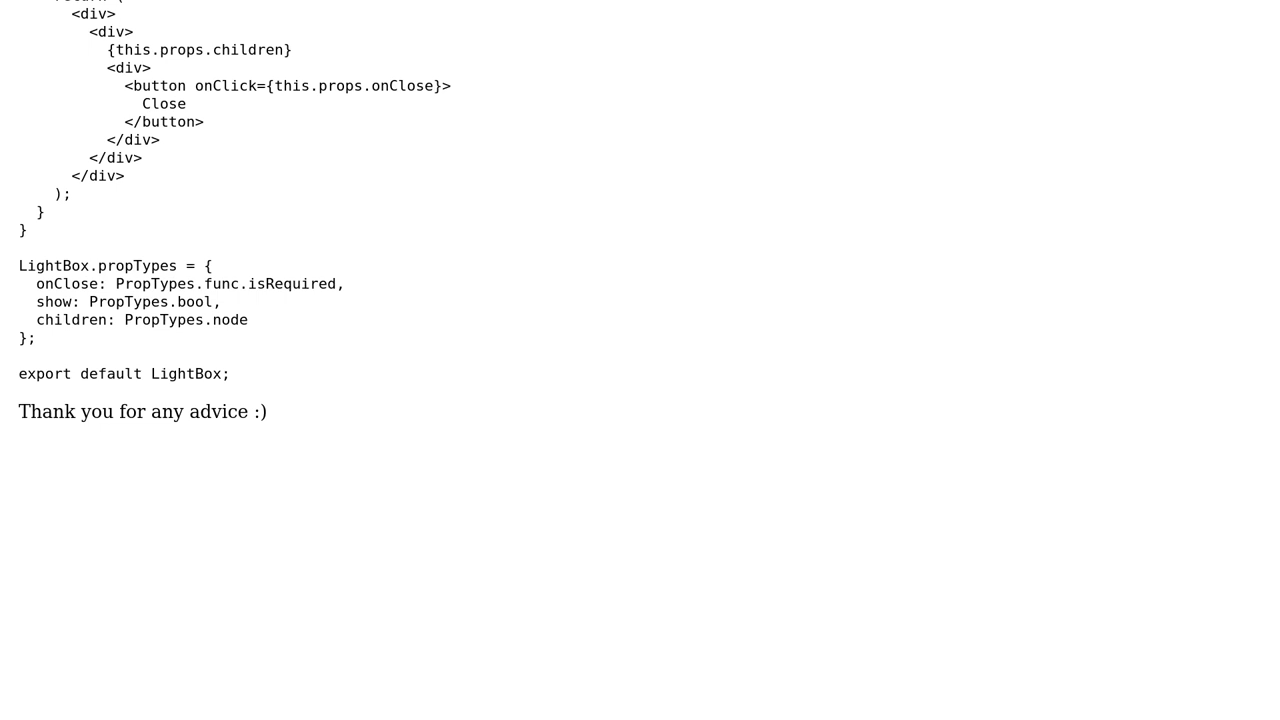 return (
      <div>
        <div>
          {this.props.children}
          <div>
            <button onClick={this.props.onClose}>
              Close
            </button>
          </div>
        </div>
      </div>
    );
  }
}

LightBox.propTypes = {
  onClose: PropTypes.func.isRequired,
  show: PropTypes.bool,
  children: PropTypes.node
};

export default LightBox;

Thank you for any advice :)